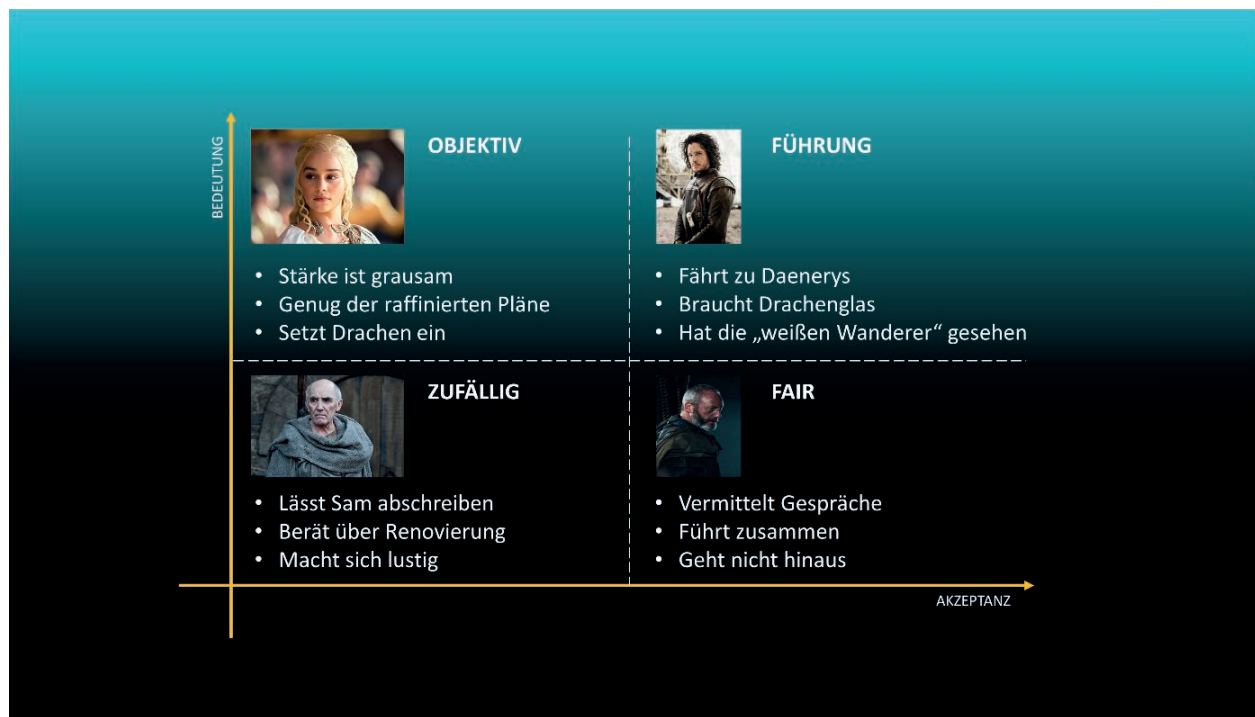 BEDEUTUNG
OBJEKTIV
• Stärke ist grausam
• Genug der raffinierten Pläne
• Setzt Drachen ein
FÜHRUNG
• Fährt zu Daenerys
• Braucht Drachenglas
• Hat die „weißen Wanderer“ gesehen
ZUFÄLLIG
• Lässt Sam abschreiben
• Berät über Renovierung
• Macht sich lustig
FAIR
• Vermittelt Gespräche
• Führt zusammen
• Geht nicht hinaus
AKZEPTANZ